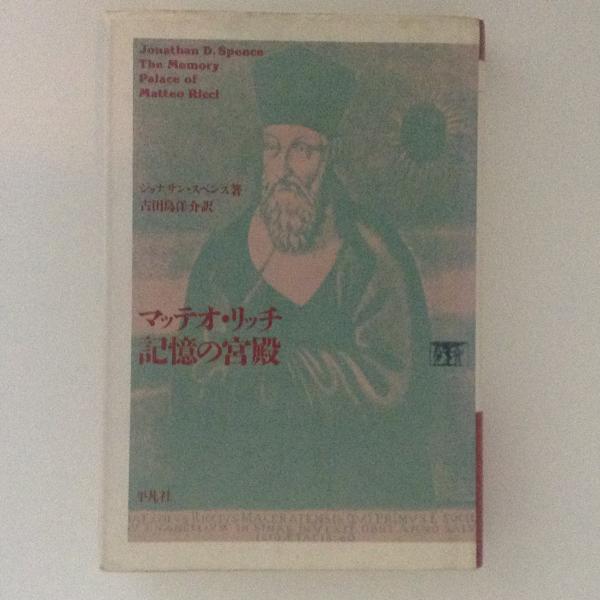 Jonathan D. Spence
The Memory
Palace of
Matteo Ricci
ジョナサン・スペンス著
古田島洋介訳
マッテオ・リッチ
記憶の宮殿
平凡社